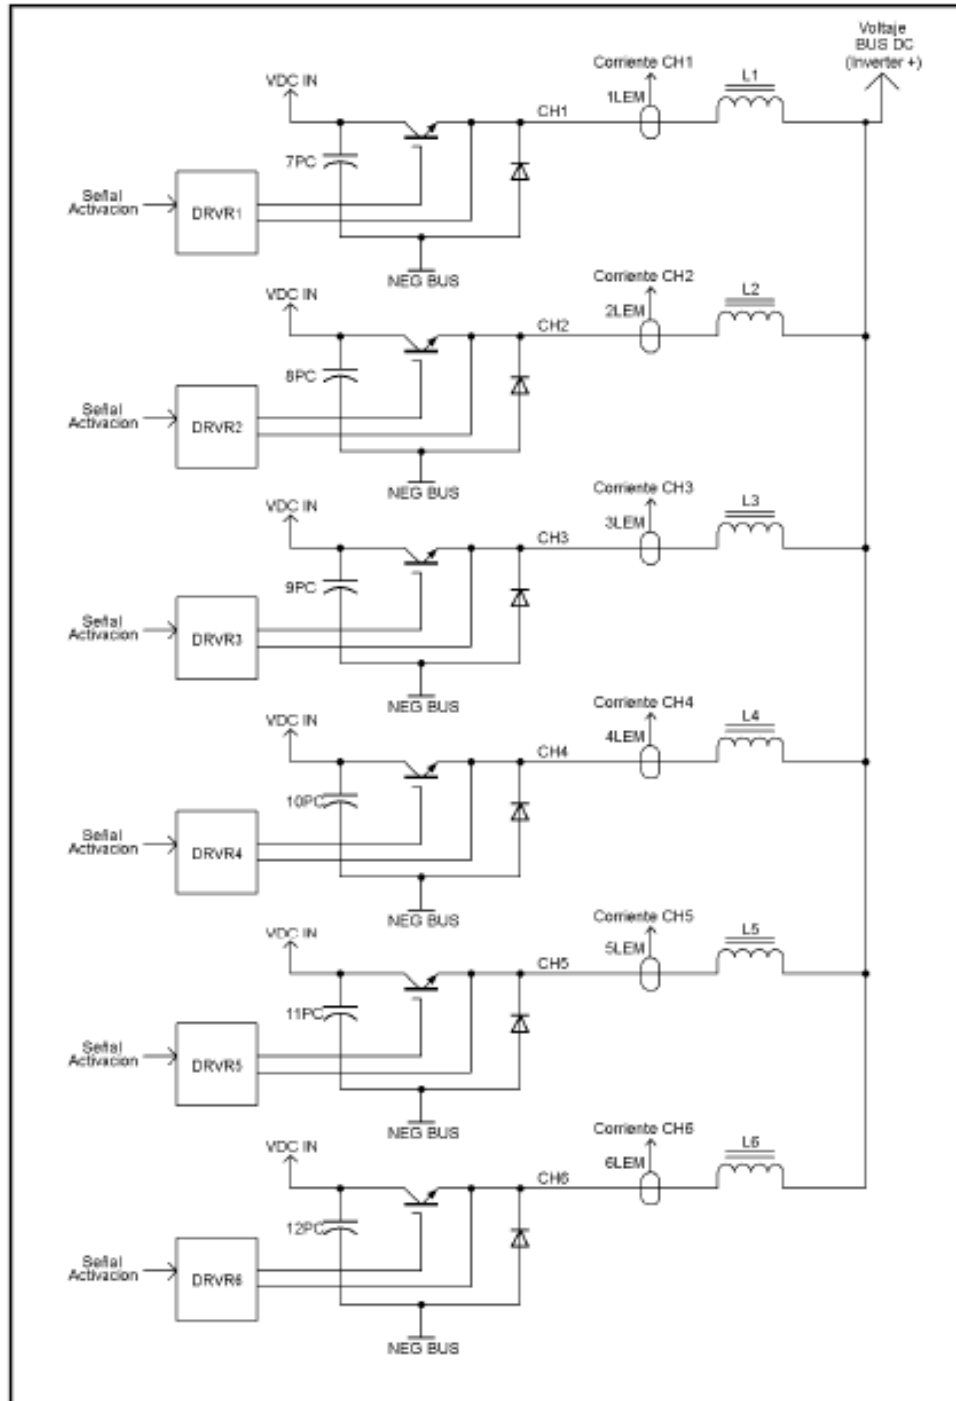 Voltaje
BUS DC
(Inverter +)
Corriente CH1
L1
VDC IN
1LEM
CH1
7PC
Señal
Activacion
DRVR1
NEG BUS
Corriente CH2
L2
VDC IN
2LEM
CH2
8PC
Señal
Activacion
DRVR2
NEG BUS
Corriente CH3
L3
VDC IN
3LEM
CH3
9PC
Señal
Activacion
DRVR3
NEG BUS
Corriente CH4
L4
VDC IN
4LEM
CH4
10PC
Señal
Activacion
DRVR4
NEG BUS
Corriente CH5
L5
VDC IN
5LEM
CH5
11PC
Señal
Activacion
DRVR5
NEG BUS
Corriente CH6
L6
VDC IN
6LEM
CH6
12PC
Señal
Activacion
DRVR6
NEG BUS